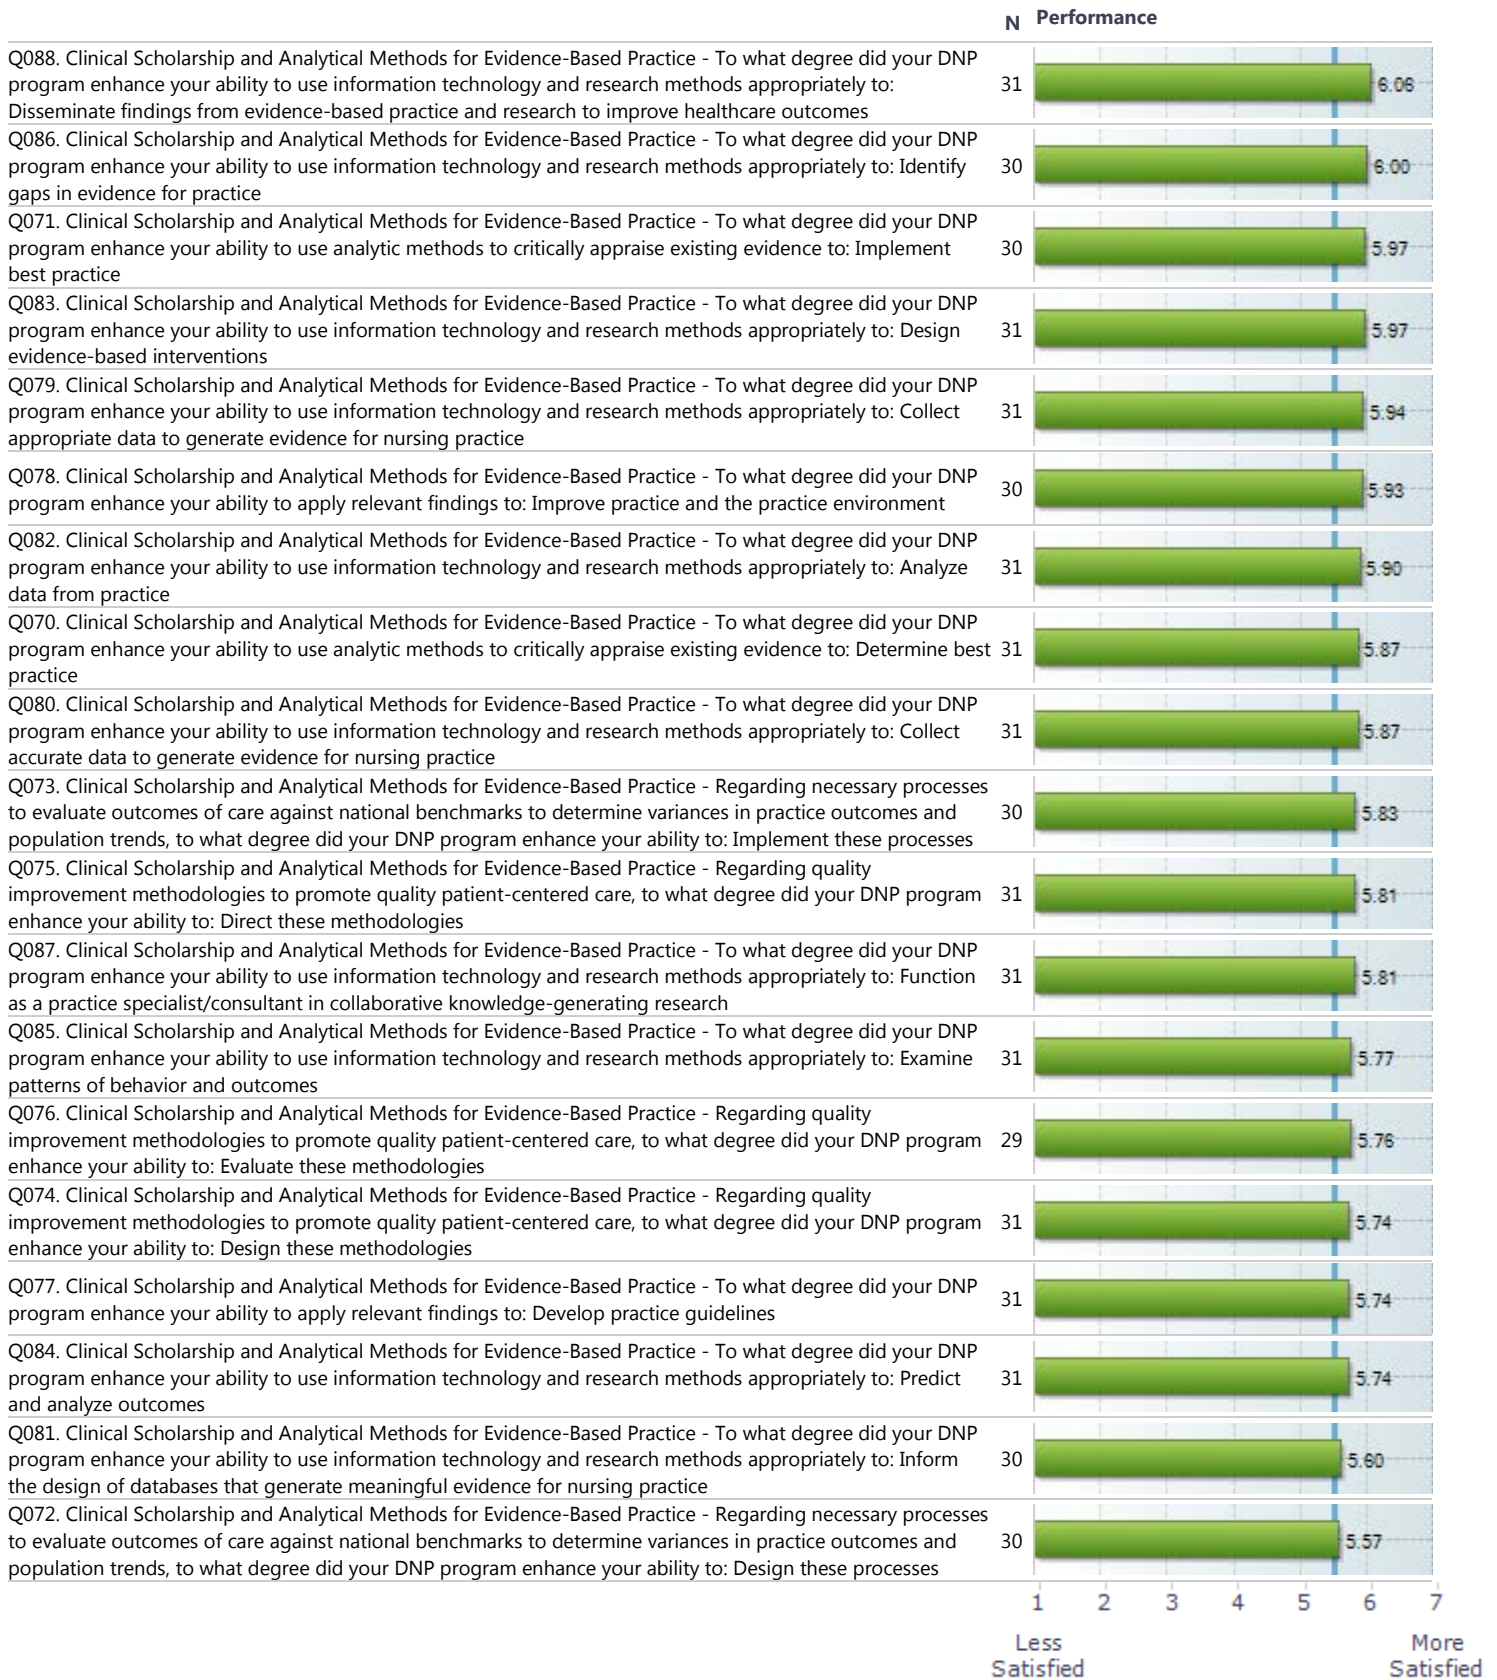 N Performance
Q088. Clinical Scholarship and Analytical Methods for Evidence-Based Practice - To what degree did your DNP
program enhance your ability to use information technology and research methods appropriately to:
Disseminate findings from evidence-based practice and research to improve healthcare outcomes
31
6.06
Q086. Clinical Scholarship and Analytical Methods for Evidence-Based Practice - To what degree did your DNP
program enhance your ability to use information technology and research methods appropriately to: Identify
gaps in evidence for practice
30
6.00
Q071. Clinical Scholarship and Analytical Methods for Evidence-Based Practice - To what degree did your DNP
program enhance your ability to use analytic methods to critically appraise existing evidence to: Implement
best practice
30
5.97
Q083. Clinical Scholarship and Analytical Methods for Evidence-Based Practice - To what degree did your DNP
program enhance your ability to use information technology and research methods appropriately to: Design
evidence-based interventions
31
5.97
Q079. Clinical Scholarship and Analytical Methods for Evidence-Based Practice - To what degree did your DNP
program enhance your ability to use information technology and research methods appropriately to: Collect
appropriate data to generate evidence for nursing practice
31
5.94
Q078. Clinical Scholarship and Analytical Methods for Evidence-Based Practice - To what degree did your DNP
program enhance your ability to apply relevant findings to: Improve practice and the practice environment
30
5.93
Q082. Clinical Scholarship and Analytical Methods for Evidence-Based Practice - To what degree did your DNP
program enhance your ability to use information technology and research methods appropriately to: Analyze
data from practice
31
5.90
Q070. Clinical Scholarship and Analytical Methods for Evidence-Based Practice - To what degree did your DNP
program enhance your ability to use analytic methods to critically appraise existing evidence to: Determine best
practice
31
5.87
Q080. Clinical Scholarship and Analytical Methods for Evidence-Based Practice - To what degree did your DNP
program enhance your ability to use information technology and research methods appropriately to: Collect
accurate data to generate evidence for nursing practice
31
5.87
Q073. Clinical Scholarship and Analytical Methods for Evidence-Based Practice - Regarding necessary processes
to evaluate outcomes of care against national benchmarks to determine variances in practice outcomes and
population trends, to what degree did your DNP program enhance your ability to: Implement these processes
30
5.83
Q075. Clinical Scholarship and Analytical Methods for Evidence-Based Practice - Regarding quality
improvement methodologies to promote quality patient-centered care, to what degree did your DNP program
enhance your ability to: Direct these methodologies
31
5.81
Q087. Clinical Scholarship and Analytical Methods for Evidence-Based Practice - To what degree did your DNP
program enhance your ability to use information technology and research methods appropriately to: Function
as a practice specialist/consultant in collaborative knowledge-generating research
31
5.81
Q085. Clinical Scholarship and Analytical Methods for Evidence-Based Practice - To what degree did your DNP
program enhance your ability to use information technology and research methods appropriately to: Examine
patterns of behavior and outcomes
31
5.77
Q076. Clinical Scholarship and Analytical Methods for Evidence-Based Practice - Regarding quality
improvement methodologies to promote quality patient-centered care, to what degree did your DNP program
enhance your ability to: Evaluate these methodologies
29
5.76
Q074. Clinical Scholarship and Analytical Methods for Evidence-Based Practice - Regarding quality
improvement methodologies to promote quality patient-centered care, to what degree did your DNP program
enhance your ability to: Design these methodologies
31
5.74
Q077. Clinical Scholarship and Analytical Methods for Evidence-Based Practice - To what degree did your DNP
program enhance your ability to apply relevant findings to: Develop practice guidelines
31
5.74
Q084. Clinical Scholarship and Analytical Methods for Evidence-Based Practice - To what degree did your DNP
program enhance your ability to use information technology and research methods appropriately to: Predict
and analyze outcomes
31
5.74
Q081. Clinical Scholarship and Analytical Methods for Evidence-Based Practice - To what degree did your DNP
program enhance your ability to use information technology and research methods appropriately to: Inform
the design of databases that generate meaningful evidence for nursing practice
30
5.60
Q072. Clinical Scholarship and Analytical Methods for Evidence-Based Practice - Regarding necessary processes
to evaluate outcomes of care against national benchmarks to determine variances in practice outcomes and
population trends, to what degree did your DNP program enhance your ability to: Design these processes
30
5.57
1 2 3 4 5 6 7
Less More
Satisfied Satisfied